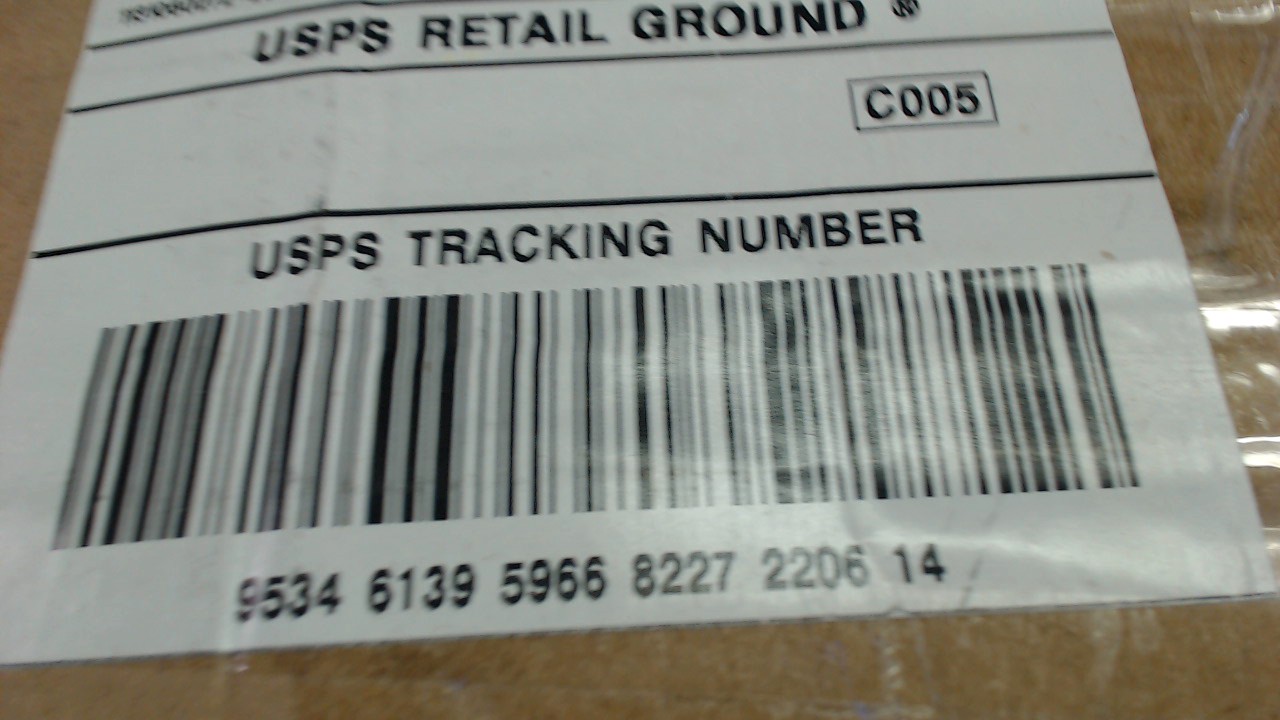 USPS RETAIL GROUND ®
C005
USPS TRACKING NUMBER
9534 6139 5966 8227 2206 14